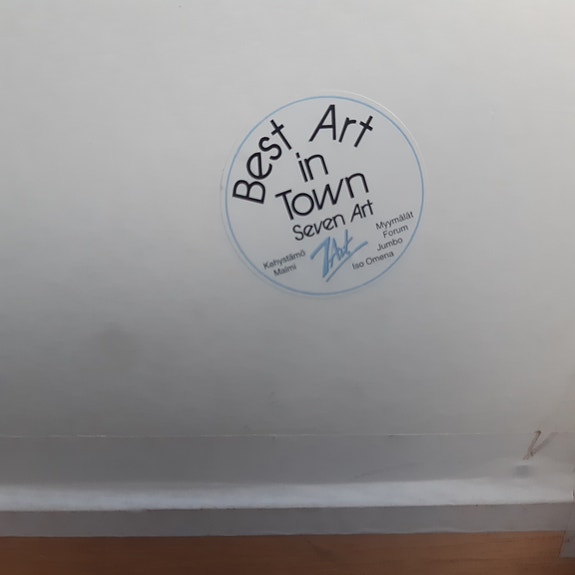 Best Art
in
Town
Seven Art
7Art
Kehystämö
Malmi
Myymälät
Forum
Jumbo
Iso Omena